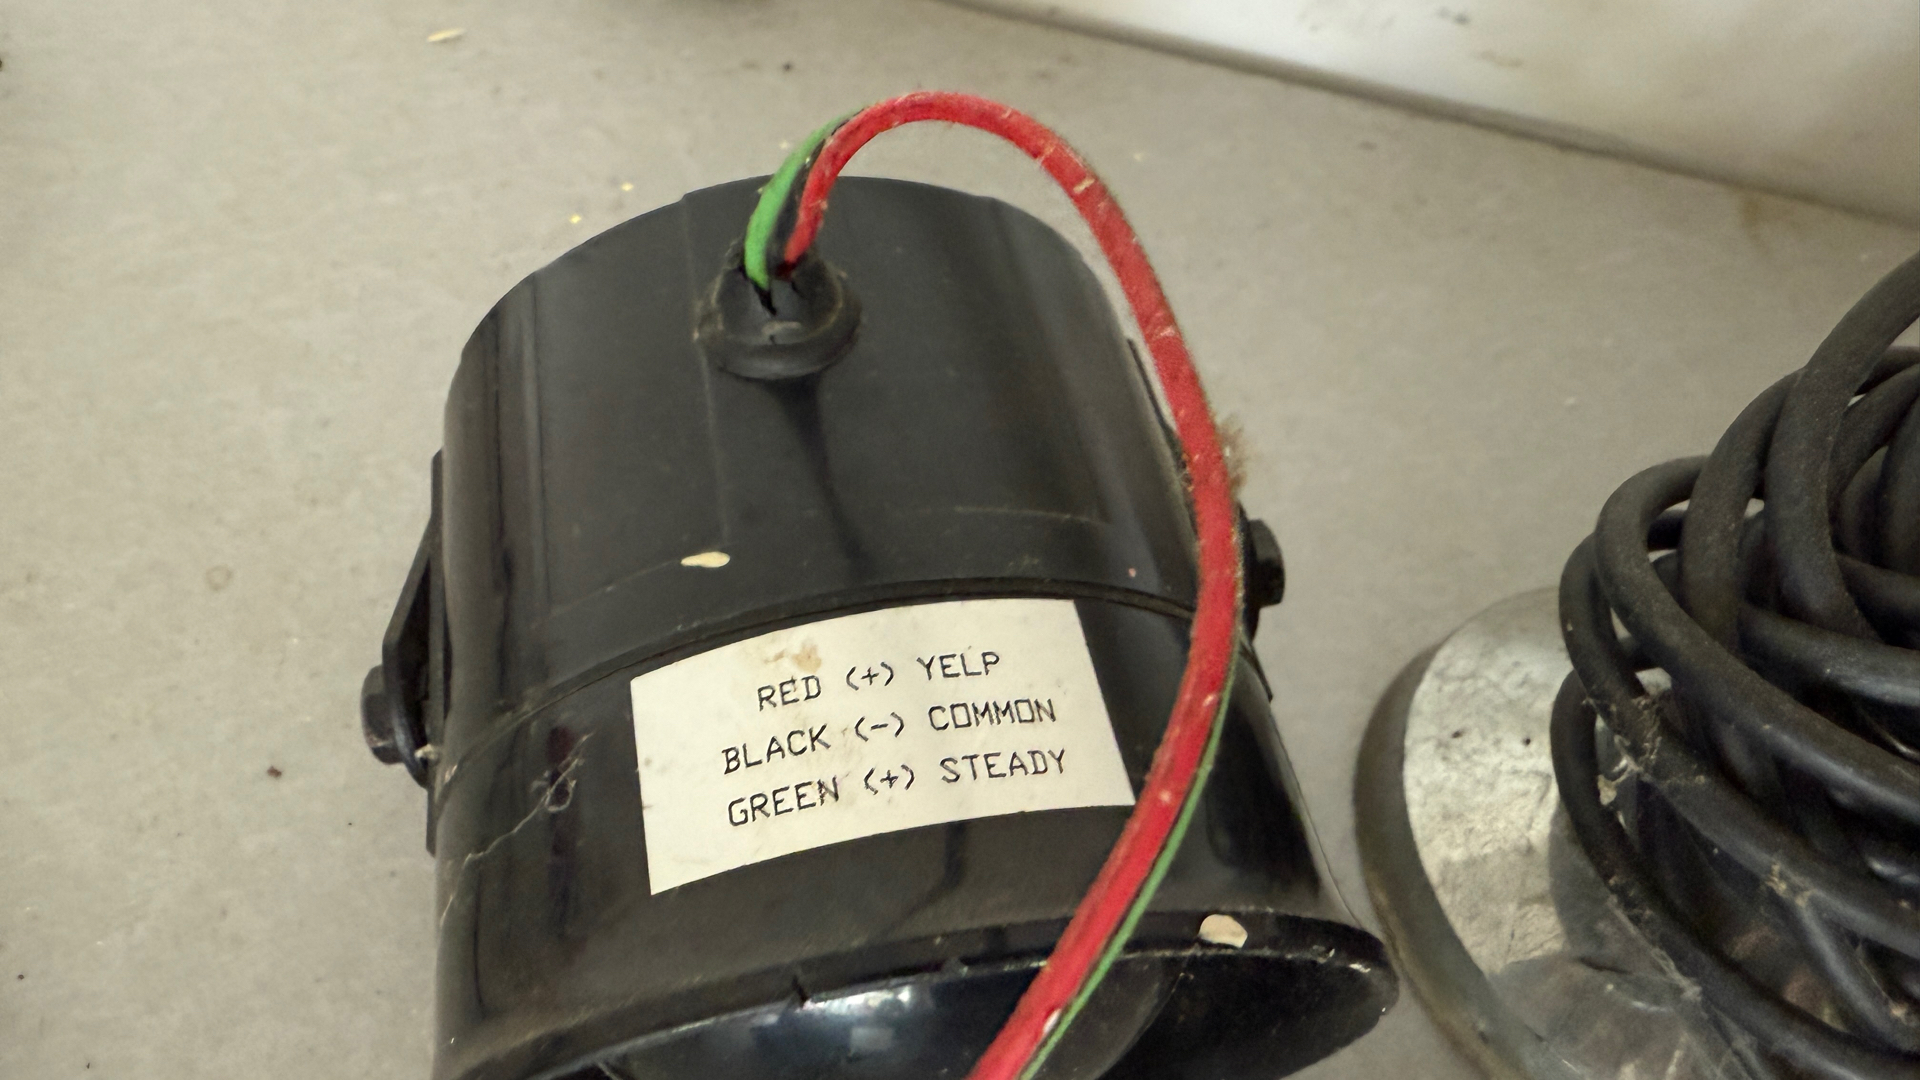 RED (+) YELP
BLACK (-) COMMON
GREEN (+) STEADY